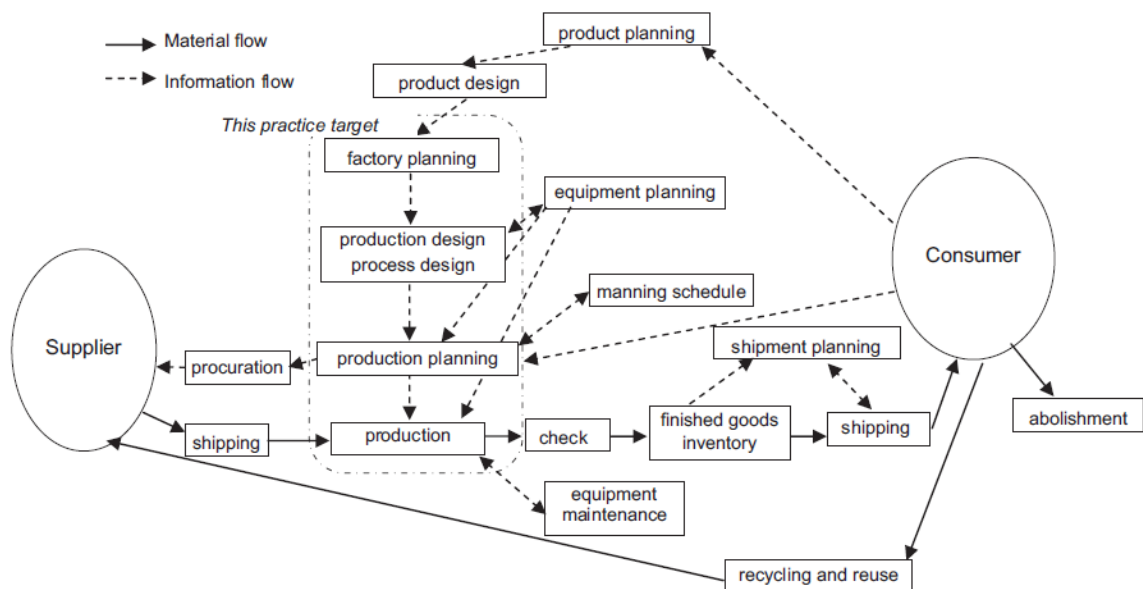 Material flow
Information flow
product planning
product design
This practice target
factory planning
equipment planning
production design
process design
Consumer
manning schedule
Supplier
shipment planning
procuration
production planning
shipping
production
check
finished goods
inventory
shipping
abolishment
equipment
maintenance
recycling and reuse